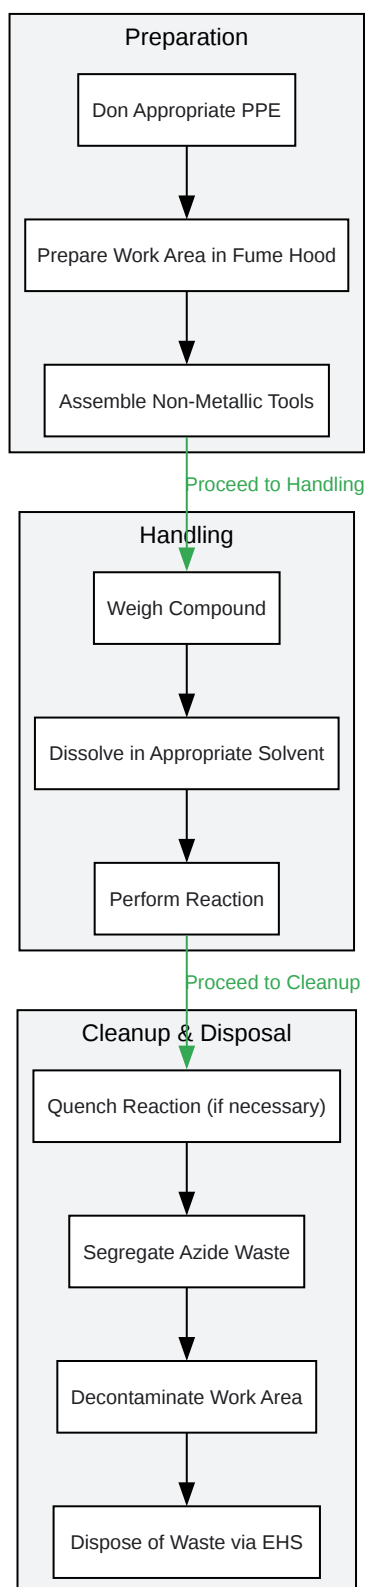 Preparation
Don Appropriate PPE
Prepare Work Area in Fume Hood
Assemble Non-Metallic Tools
Proceed to Handling
Handling
Weigh Compound
Dissolve in Appropriate Solvent
Perform Reaction
Proceed to Cleanup
Cleanup & Disposal
Quench Reaction (if necessary)
Segregate Azide Waste
Decontaminate Work Area
Dispose of Waste via EHS